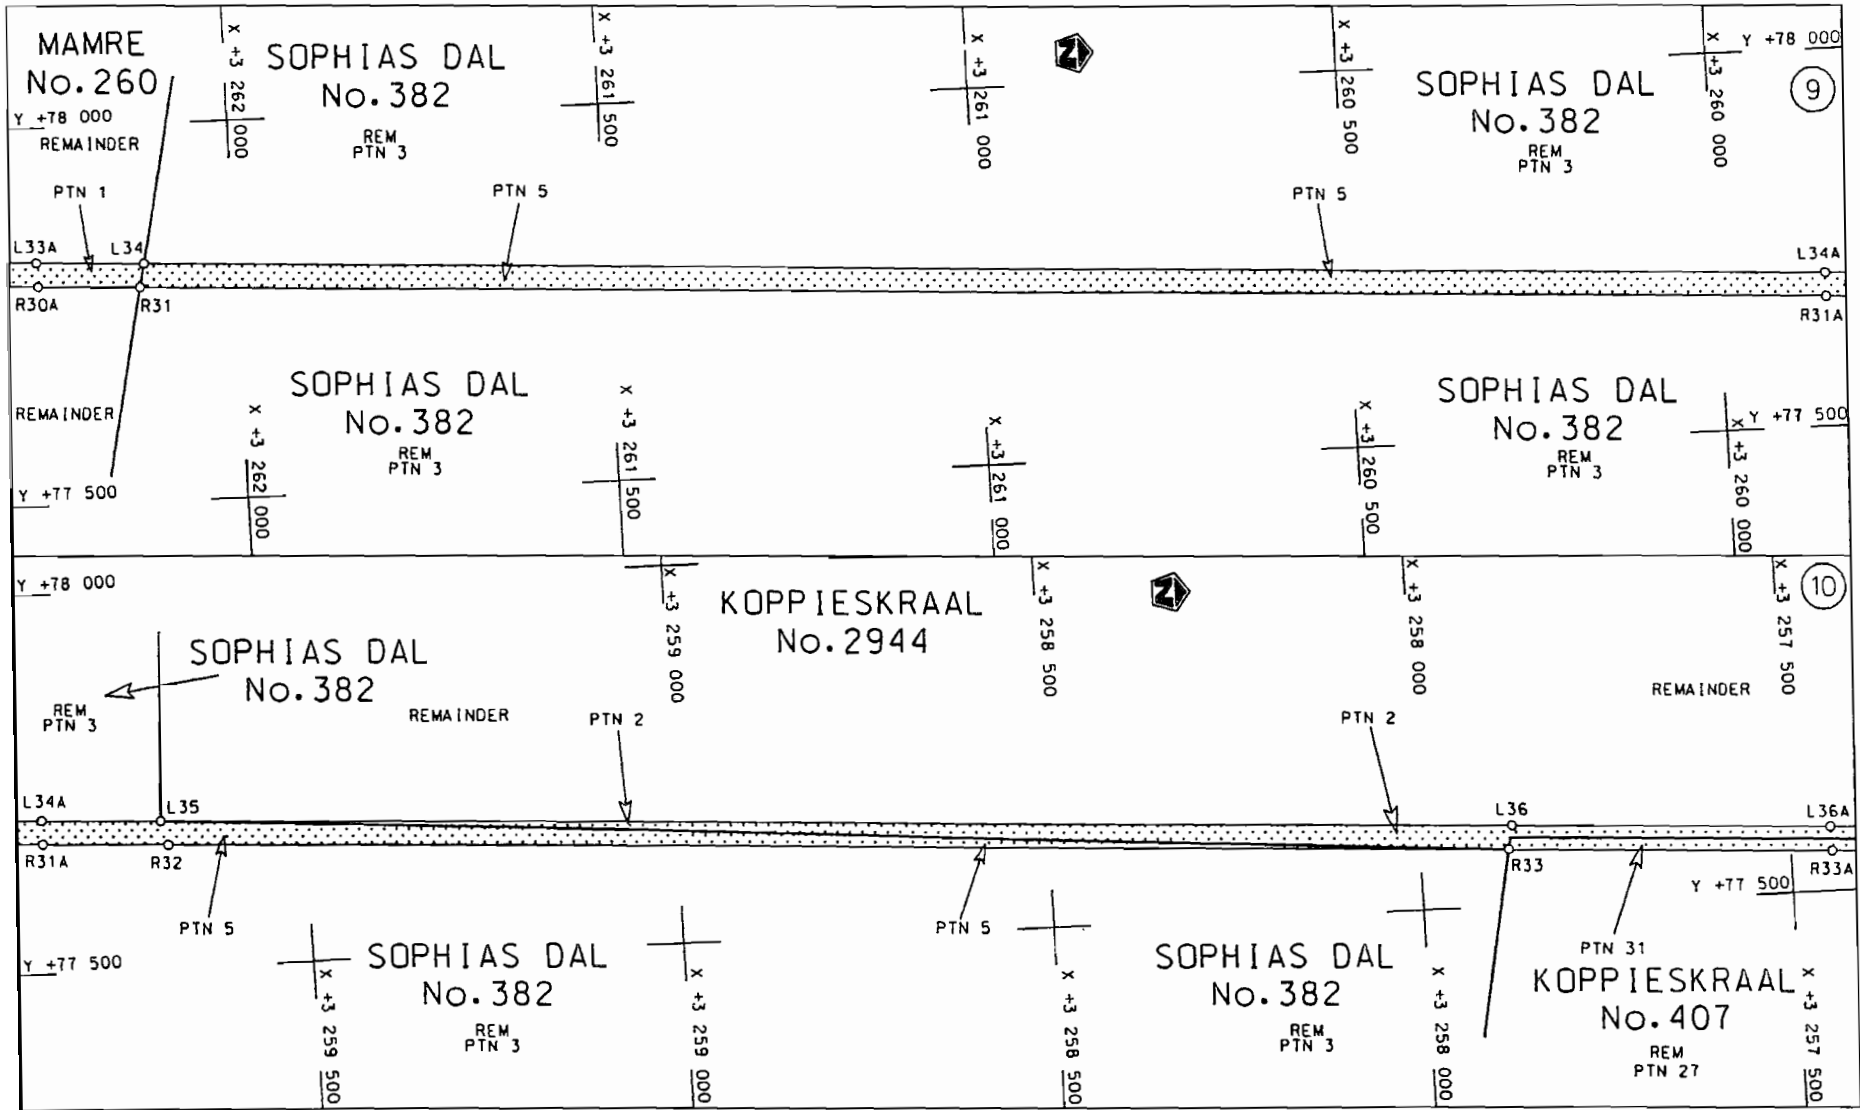 MAMRE
No.260
Y +78 000
REMAINDER
PTN 1
X +3 262 000
SOPHIAS DAL
No.382
REM
PTN 3
PTN 5
X +3 261 500
X +3 261 000
N
X +3 260 500
SOPHIAS DAL
No.382
REM
PTN 3
PTN 5
X +3 260 000
Y +78 000
9
L33A
L34
L34A
R30A
R31
R31A
REMAINDER
Y +77 500
X +3 262 000
SOPHIAS DAL
No.382
REM
PTN 3
X +3 261 500
X +3 261 000
X +3 260 500
SOPHIAS DAL
No.382
REM
PTN 3
X +3 260 000
Y +77 500
Y +78 000
SOPHIAS DAL
No.382
REM
PTN 3
REMAINDER
X +3 259 000
KOPPIESKRAAL
No.2944
PTN 2
X +3 258 500
N
X +3 258 000
PTN 2
REMAINDER
X +3 257 500
10
L34A
L35
L36
L36A
R31A
R32
R33
R33A
Y +77 500
PTN 5
PTN 5
PTN 31
Y +77 500
X +3 259 500
SOPHIAS DAL
No.382
REM
PTN 3
X +3 259 000
X +3 258 500
SOPHIAS DAL
No.382
REM
PTN 3
X +3 258 000
KOPPIESKRAAL
No.407
REM
PTN 27
X +3 257 500